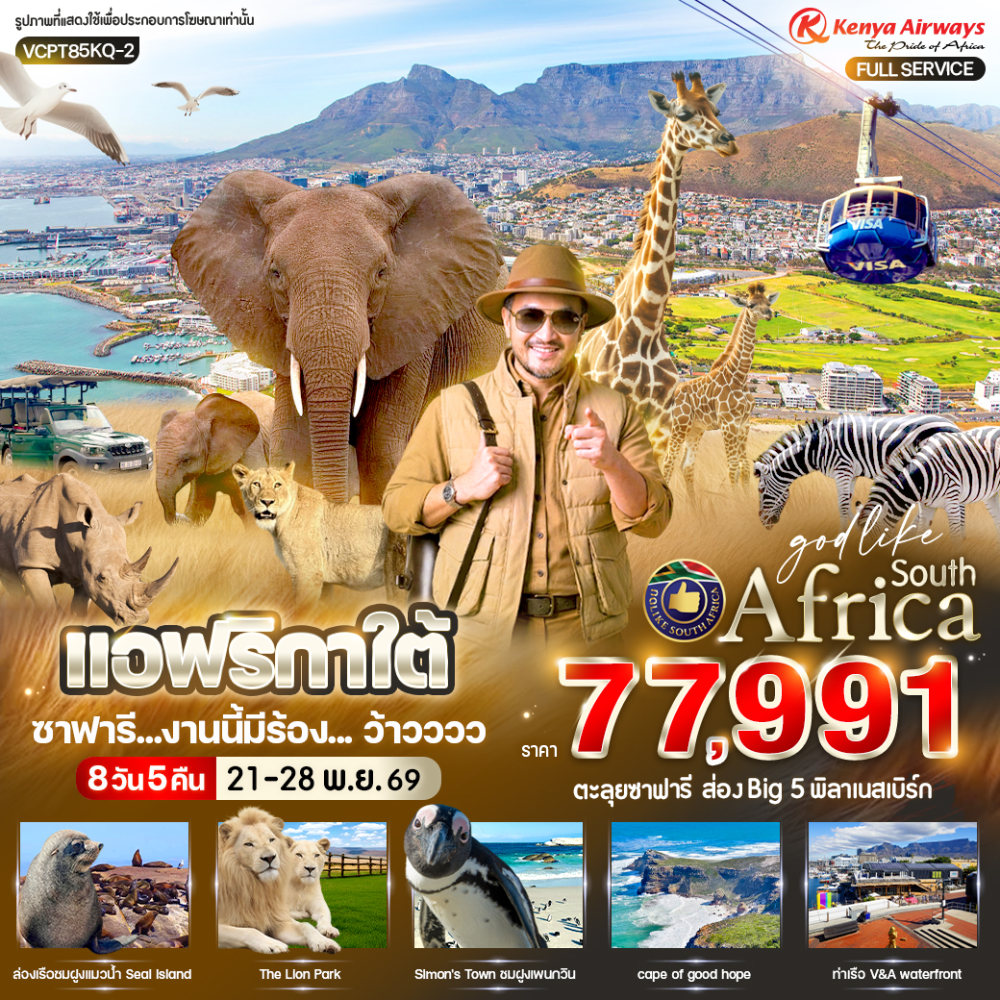 รูปภาพที่แสดงใช้เพื่อประกอบการโฆษณาเท่านั้น
VCPT85KQ-2
Kenya Airways
The Pride of Africa
FULL SERVICE
VISA
VISA
godlike
South
Africa
NOLIKE SOUTH AFRICA
แอฟริกาใต้
ซาฟารี...งานนี้มีร้อง... ว้าวววว
8 วัน 5 คืน 21-28 พ.ย. 69
ราคา 77,991
ตะลุยซาฟารี ส่อง Big 5 พิลาเนสเบิร์ก
ล่องเรือชมฝูงแมวน้ำ Seal Island
The Lion Park
Simon's Town ชมฝูงเพนกวิน
cape of good hope
ท่าเรือ V&A waterfront